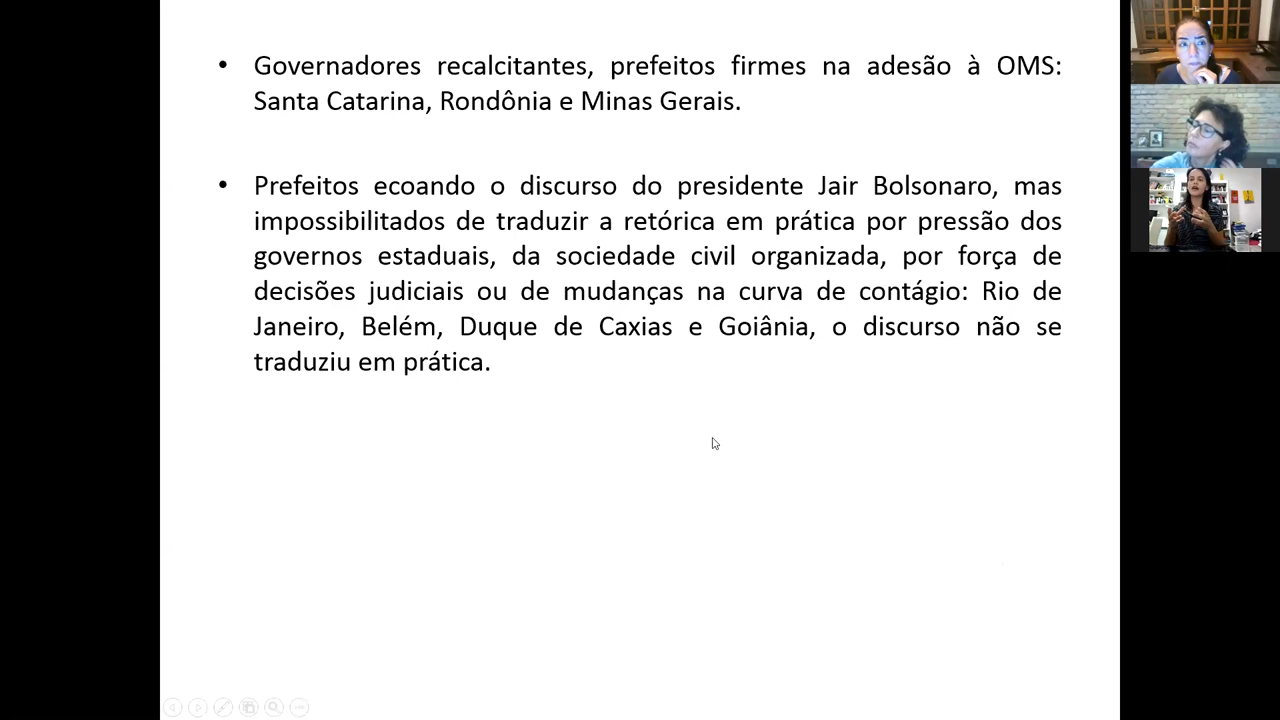 • Governadores recalcitantes, prefeitos firmes na adesão à OMS:
Santa Catarina, Rondônia e Minas Gerais.
• Prefeitos ecoando o discurso do presidente Jair Bolsonaro, mas
impossibilitados de traduzir a retórica em prática por pressão dos
governos estaduais, da sociedade civil organizada, por força de
decisões judiciais ou de mudanças na curva de contágio: Rio de
Janeiro, Belém, Duque de Caxias e Goiânia, o discurso não se
traduziu em prática.